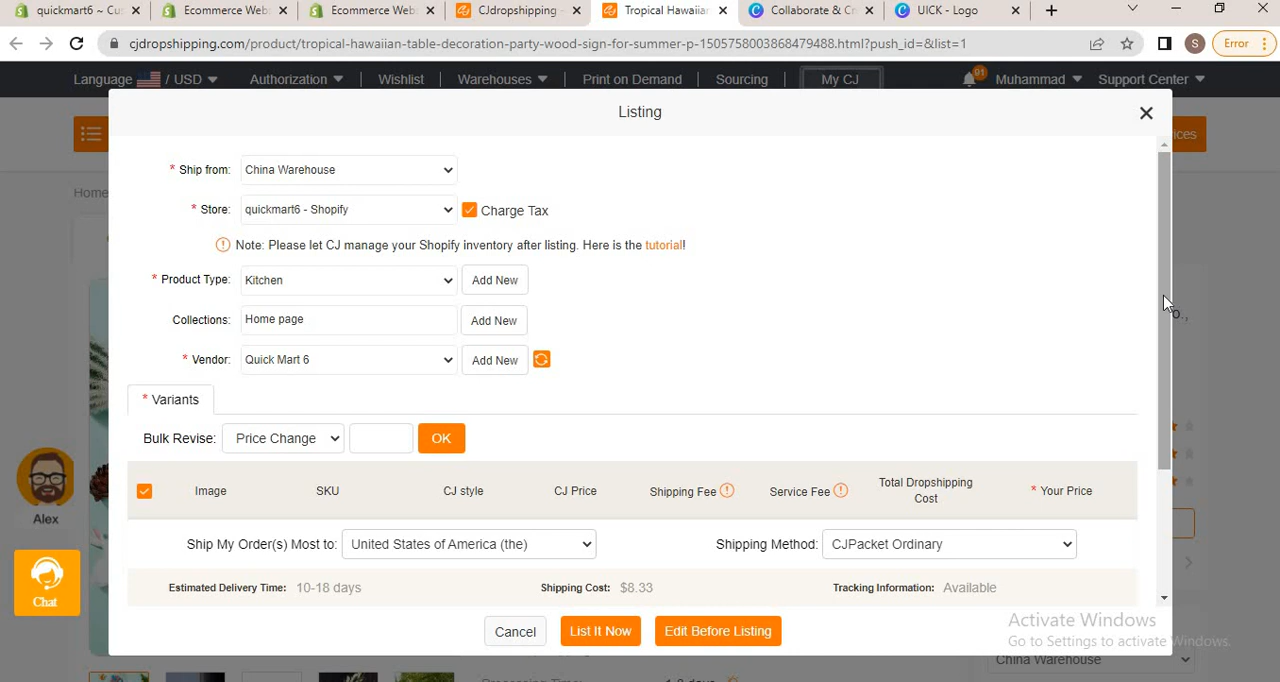 quickmart6 ~ Cu
Ecommerce Web
Ecommerce Web
CJdropshipping -
Tropical Hawaiian
Collaborate & Cr
UICK - Logo
cjdropshipping.com/product/tropical-hawaiian-table-decoration-party-wood-sign-for-summer-p-1505758003868479488.html?push_id=&list=1
S
Error
Language / USD
Authorization
Wishlist
Warehouses
Print on Demand
Sourcing
My CJ
91
Muhammad
Support Center
Listing
ices
Home
* Ship from: China Warehouse
* Store: quickmart6 - Shopify
Charge Tax
Note: Please let CJ manage your Shopify inventory after listing. Here is the tutorial!
* Product Type: Kitchen
Add New
Collections: Home page
Add New
* Vendor: Quick Mart 6
Add New
* Variants
Bulk Revise: Price Change
OK
Image
SKU
CJ style
CJ Price
Shipping Fee
Service Fee
Total Dropshipping
Cost
* Your Price
Ship My Order(s) Most to: United States of America (the)
Shipping Method: CJPacket Ordinary
Estimated Delivery Time: 10-18 days
Shipping Cost: $8.33
Tracking Information: Available
Cancel
List It Now
Edit Before Listing
Alex
Chat
Activate Windows
Go to Settings to activate Windows.
China Warehouse